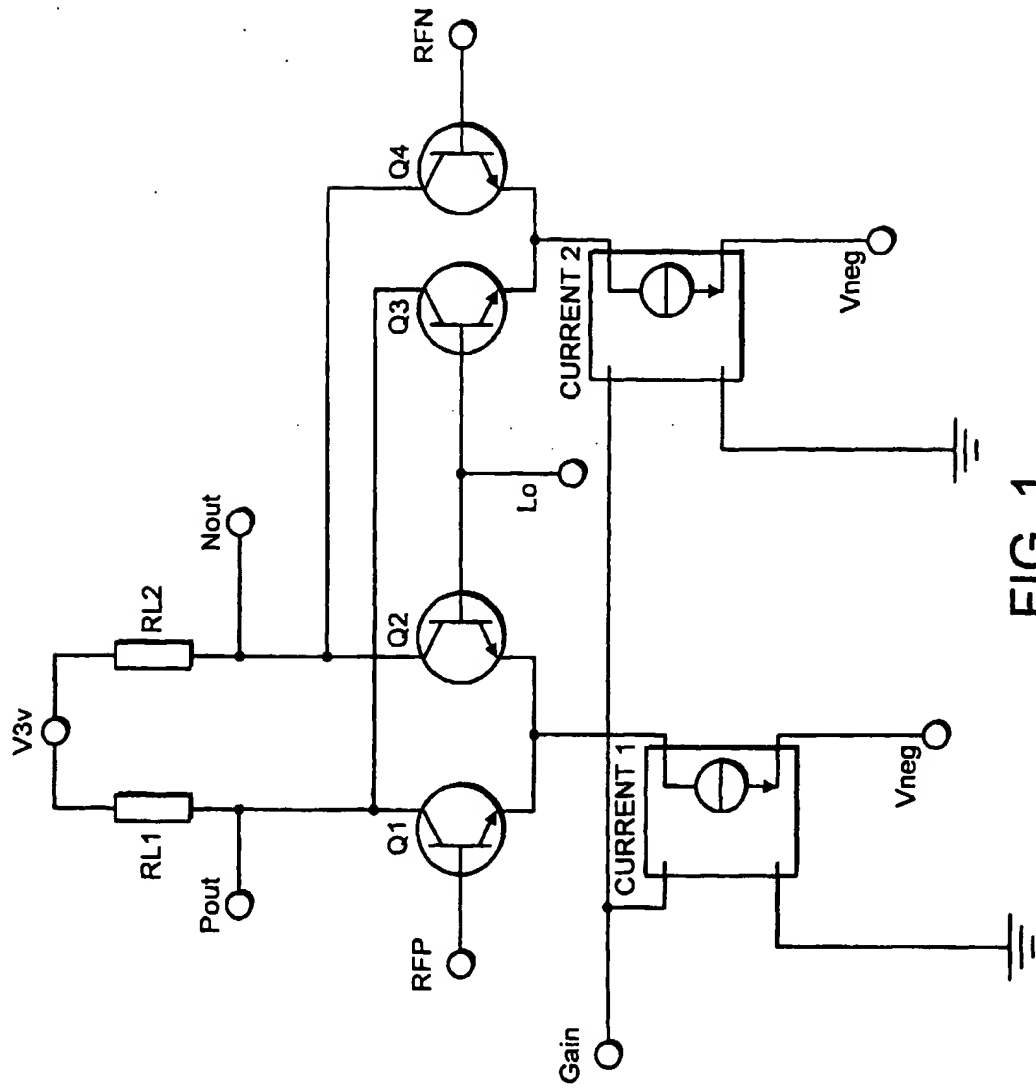 V3v
RL1
RL2
Pout
Nout
Q1
Q2
Q3
Q4
RFP
RFN
Lo
CURRENT 1
CURRENT 2
Gain
Vneg
Vneg
FIG 1